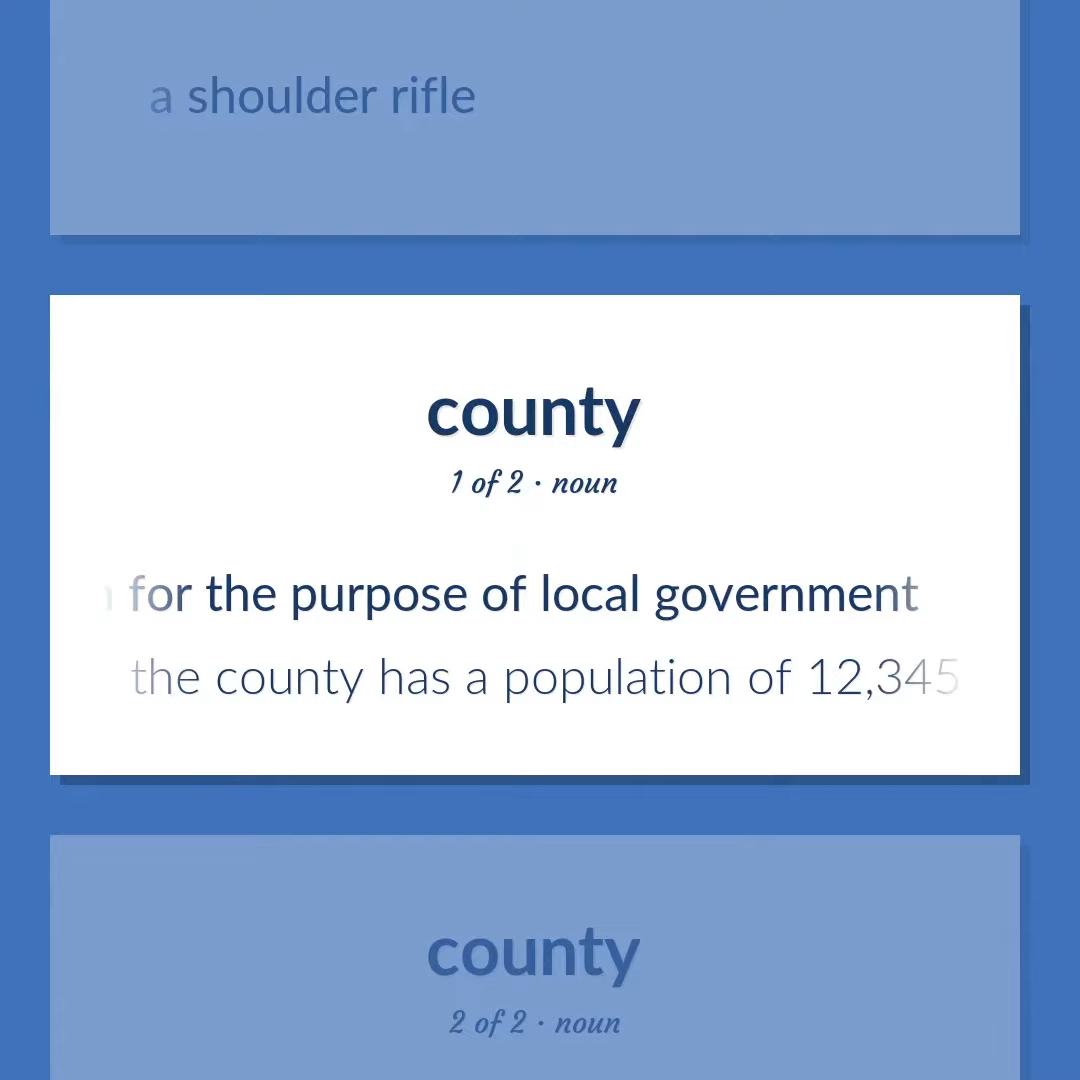 a shoulder rifle
county
1 of 2 · noun
for the purpose of local government
the county has a population of 12,345
county
2 of 2 · noun